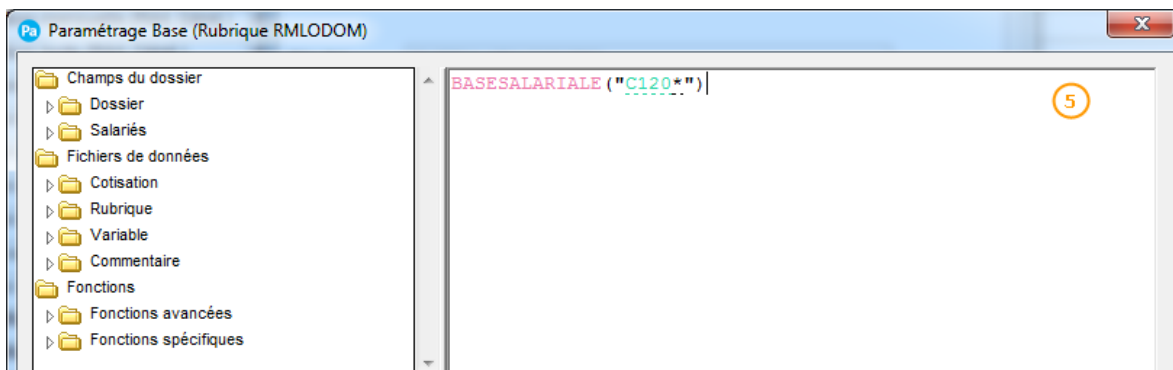 Pa Paramétrage Base (Rubrique RMLODOM)
Champs du dossier
Dossier
Salariés
Fichiers de données
Cotisation
Rubrique
Variable
Commentaire
Fonctions
Fonctions avancées
Fonctions spécifiques
BASESALARIALE("C120*")
5